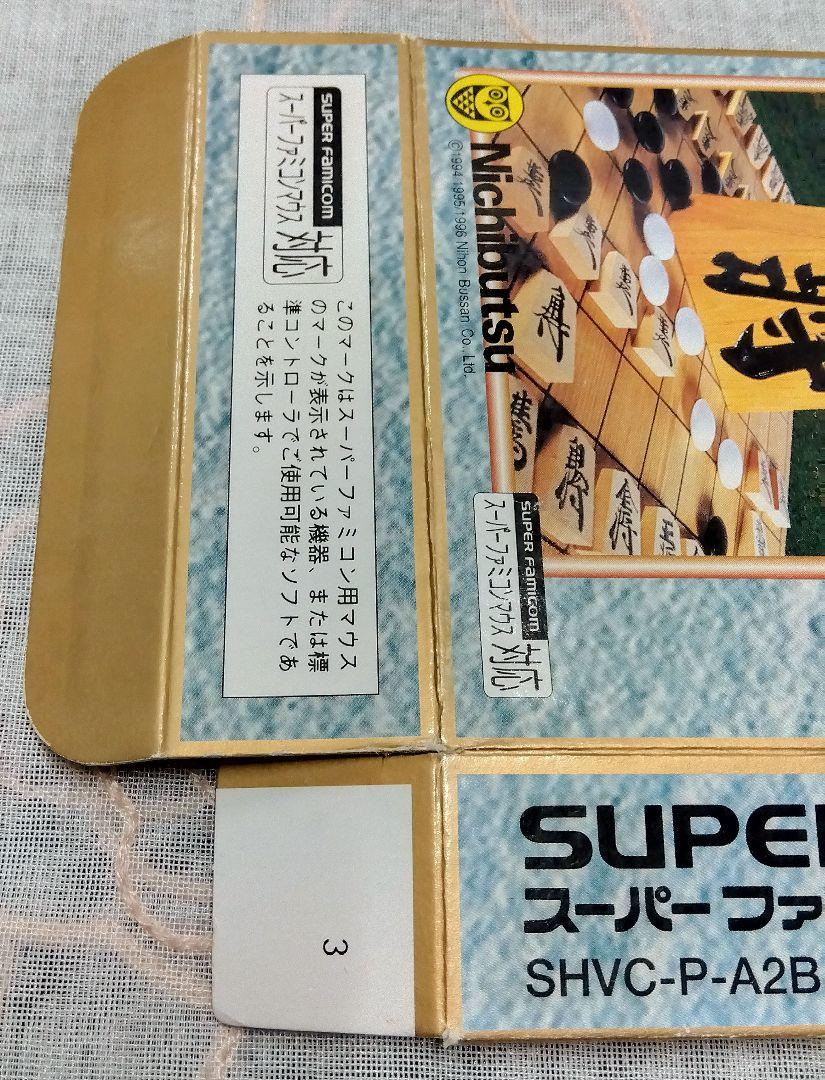 SUPER Famicom
スーパーファミコンマウス 対応
このマークはスーパーファミコン用マウス
のマークが表示されている機器、または標
準コントローラでご使用可能なソフトであ
ることを示します。
Nichibutsu
©1994/1995/1996 Nihon Bussan Co. Ltd.
SUPER Famicom
スーパーファミコンマウス 対応
3
SUPE
スーパーファ
SHVC-P-A2B